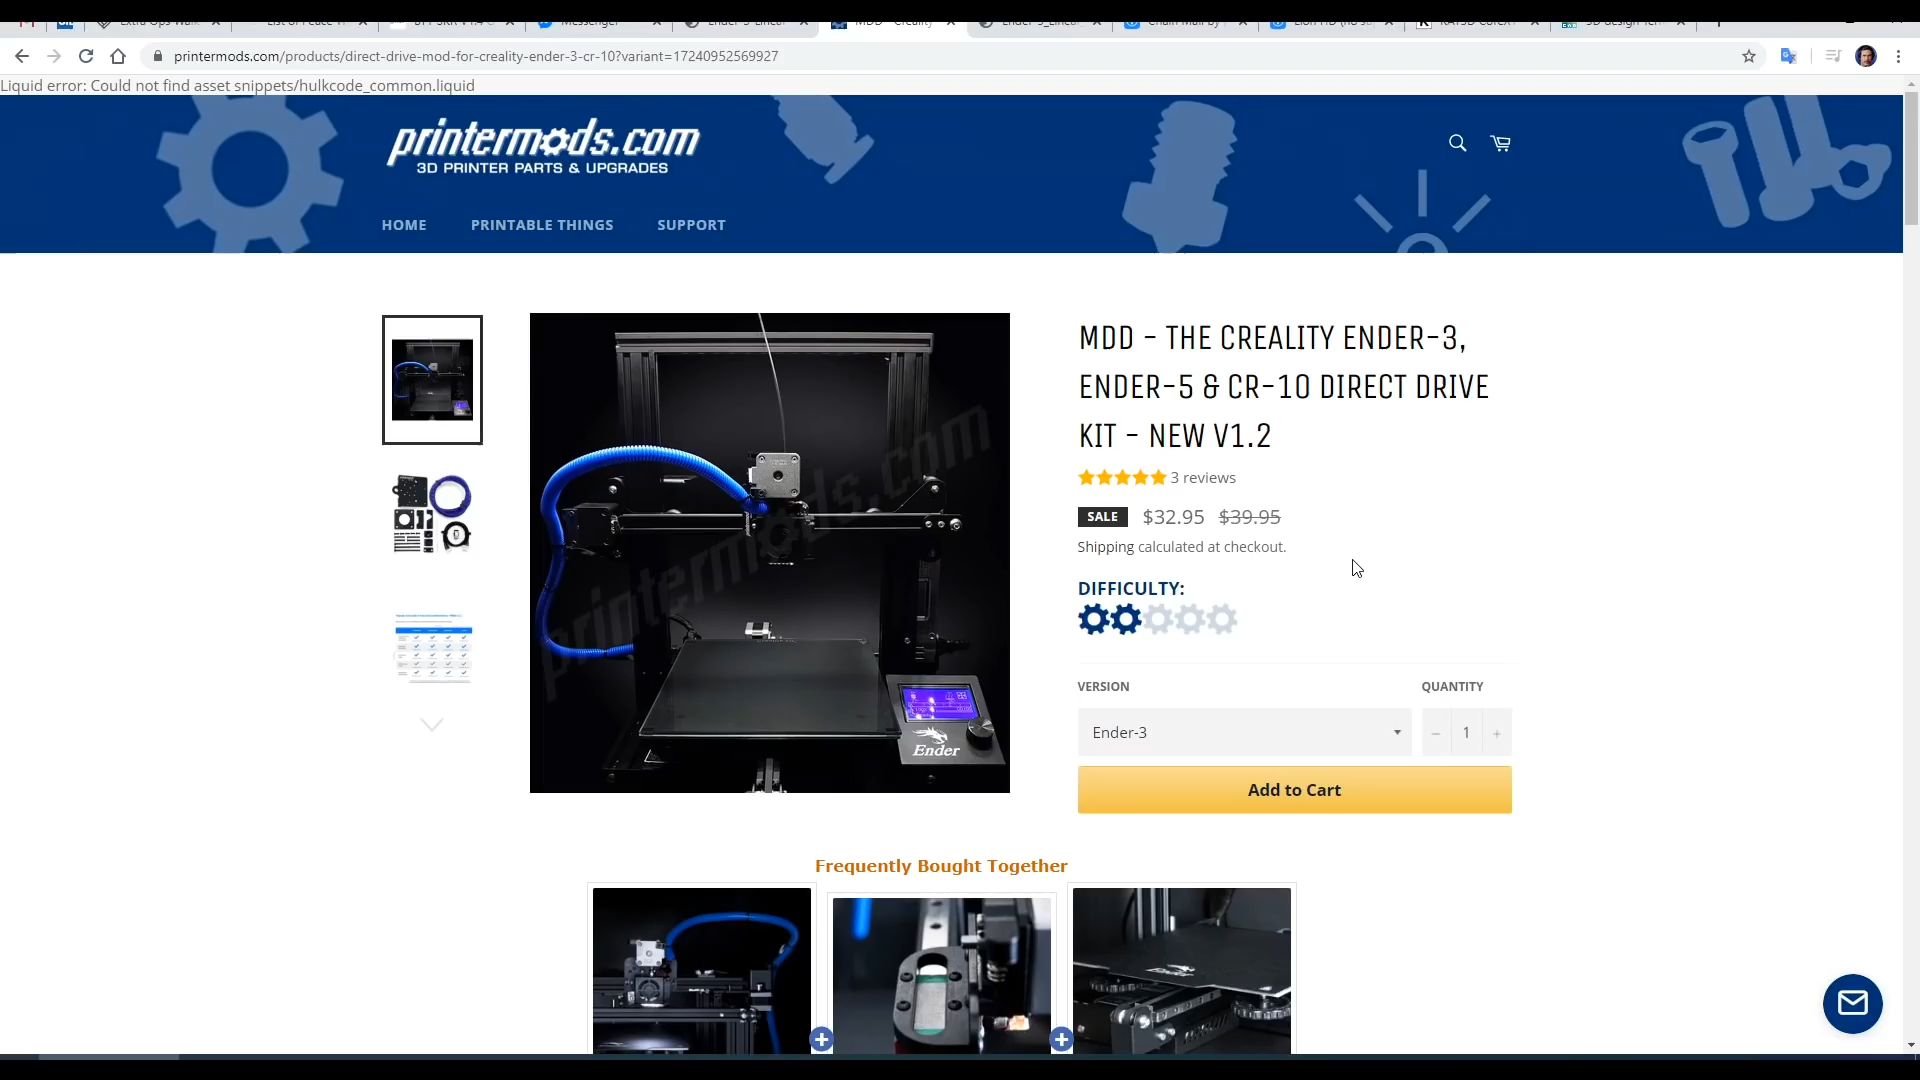 printermods.com/products/direct-drive-mod-for-creality-ender-3-cr-10?variant=17240952569927
Liquid error: Could not find asset snippets/hulkcode_common.liquid
printermods.com
3D PRINTER PARTS & UPGRADES
HOME PRINTABLE THINGS SUPPORT
MDD - THE CREALITY ENDER-3,
ENDER-5 & CR-10 DIRECT DRIVE
KIT - NEW V1.2
3 reviews
SALE $32.95 $39.95
Shipping calculated at checkout.
DIFFICULTY:
VERSION QUANTITY
Ender-3 1
Add to Cart
printermods.com
Ender
Frequently Bought Together
Ender